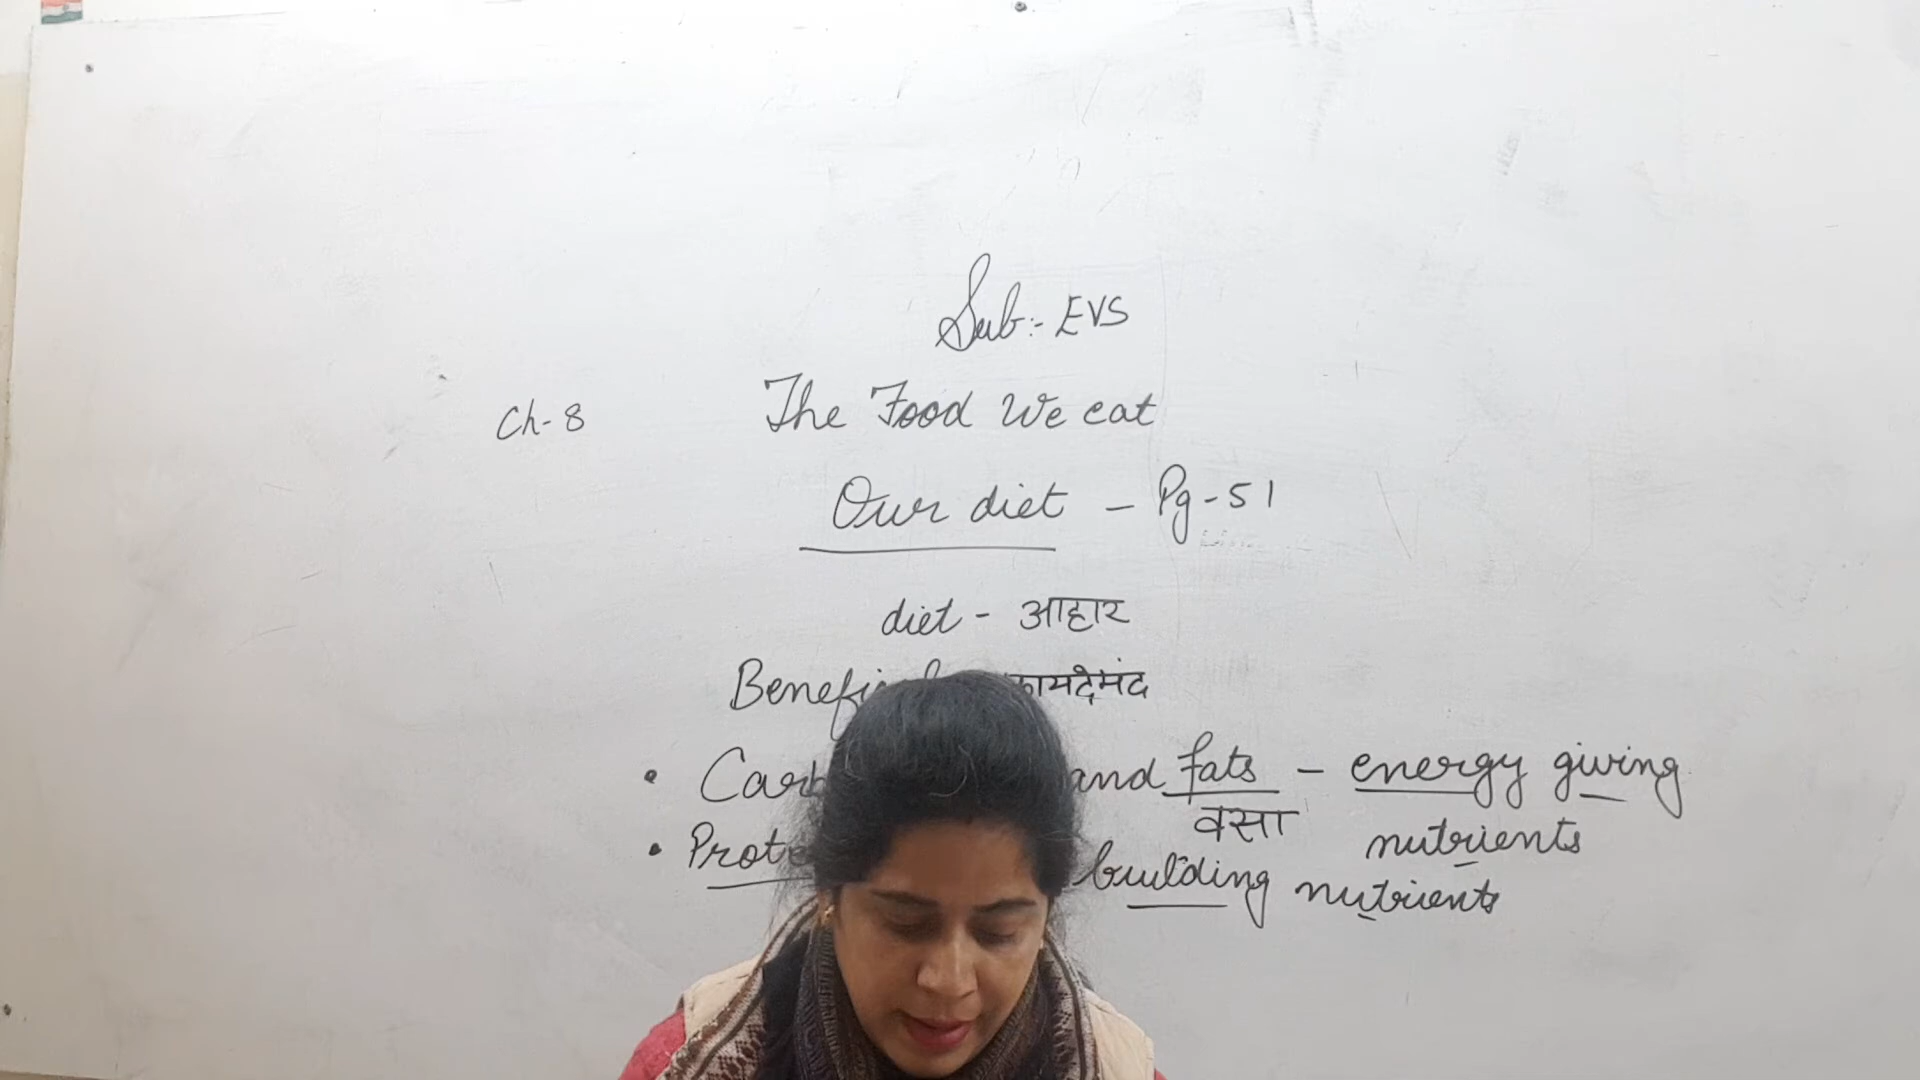 Sub:- EVS
Ch-8 The Food We eat
Our diet - Pg-51
diet - आहार
and fats - energy giving
वसा nutrients
building nutrients